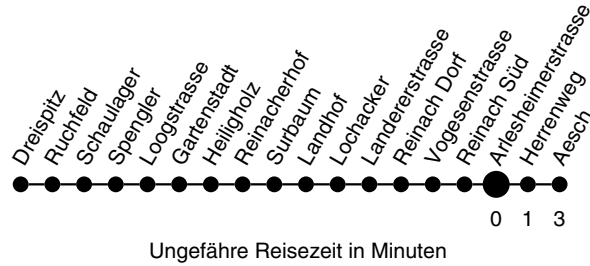 Dreispitz
Ruchfeld
Schaulager
Spengler
Loogstrasse
Gartenstadt
Heiligholz
Reinacherhof
Surbaum
Landhof
Lochacker
Landererstrasse
Reinach Dorf
Vogesenstrasse
Reinach Süd
Arlesheimerstrasse
Herrenweg
Aesch
0 1 3
Ungefähre Reisezeit in Minuten